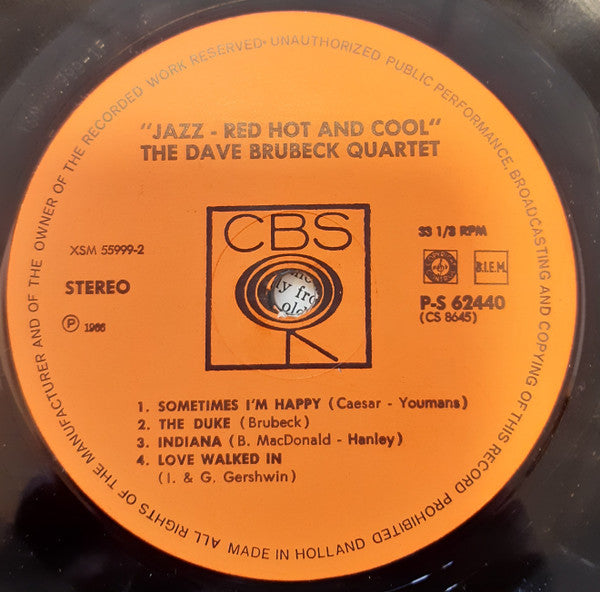 ALL RIGHTS OF THE MANUFACTURER AND OF THE OWNER OF THE RECORDED WORK RESERVED • UNAUTHORIZED PUBLIC PERFORMANCE, BROADCASTING AND COPYING OF THIS RECORD PROHIBITED
"JAZZ - RED HOT AND COOL"
THE DAVE BRUBECK QUARTET
CBS
XSM 55999-2
33 1/3 RPM
STEREO
B.I.E.M.
P-S 62440
(CS 8645)
℗ 1966
ly fro
old
1. SOMETIMES I'M HAPPY (Caesar - Youmans)
2. THE DUKE (Brubeck)
3. INDIANA (B. MacDonald - Hanley)
4. LOVE WALKED IN
(I. & G. Gershwin)
MADE IN HOLLAND